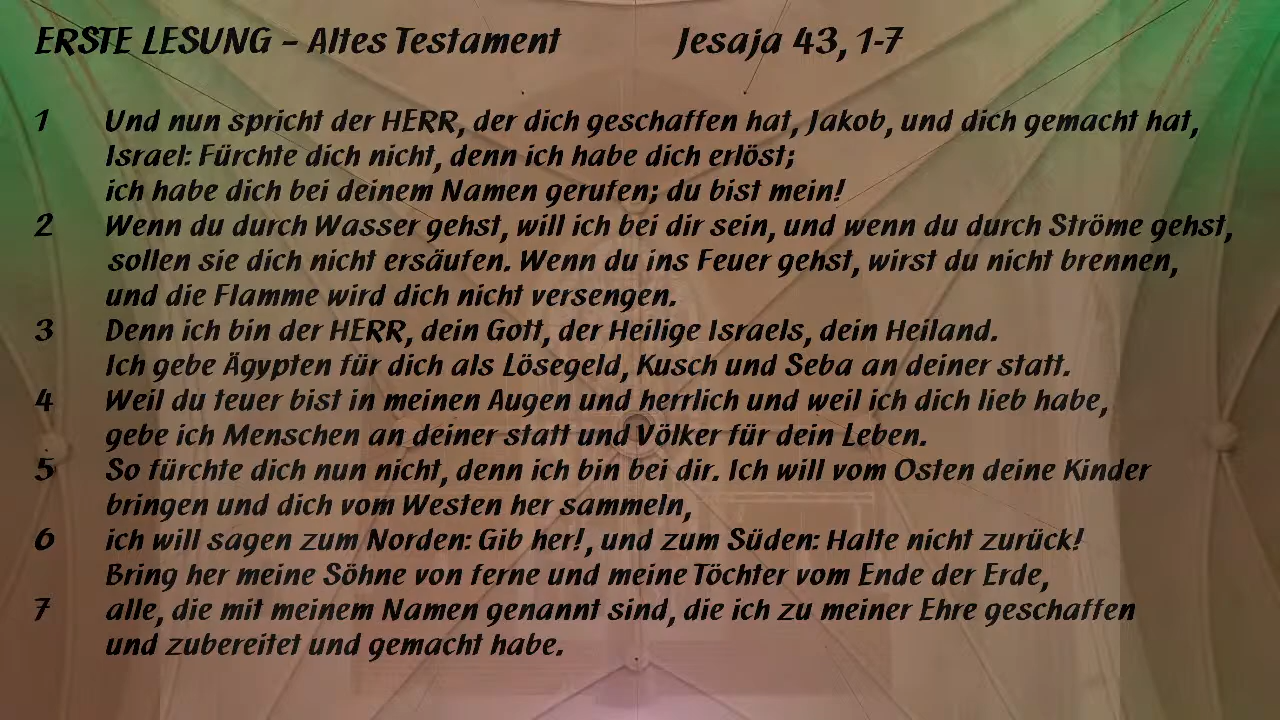 ERSTE LESUNG – Altes Testament Jesaja 43, 1-7
1 Und nun spricht der HERR, der dich geschaffen hat, Jakob, und dich gemacht hat,
Israel: Fürchte dich nicht, denn ich habe dich erlöst;
ich habe dich bei deinem Namen gerufen; du bist mein!
2 Wenn du durch Wasser gehst, will ich bei dir sein, und wenn du durch Ströme gehst,
sollen sie dich nicht ersäufen. Wenn du ins Feuer gehst, wirst du nicht brennen,
und die Flamme wird dich nicht versengen.
3 Denn ich bin der HERR, dein Gott, der Heilige Israels, dein Heiland.
Ich gebe Ägypten für dich als Lösegeld, Kusch und Seba an deiner statt.
4 Weil du teuer bist in meinen Augen und herrlich und weil ich dich lieb habe,
gebe ich Menschen an deiner statt und Völker für dein Leben.
5 So fürchte dich nun nicht, denn ich bin bei dir. Ich will vom Osten deine Kinder
bringen und dich vom Westen her sammeln,
6 ich will sagen zum Norden: Gib her!, und zum Süden: Halte nicht zurück!
Bring her meine Söhne von ferne und meine Töchter vom Ende der Erde,
7 alle, die mit meinem Namen genannt sind, die ich zu meiner Ehre geschaffen
und zubereitet und gemacht habe.